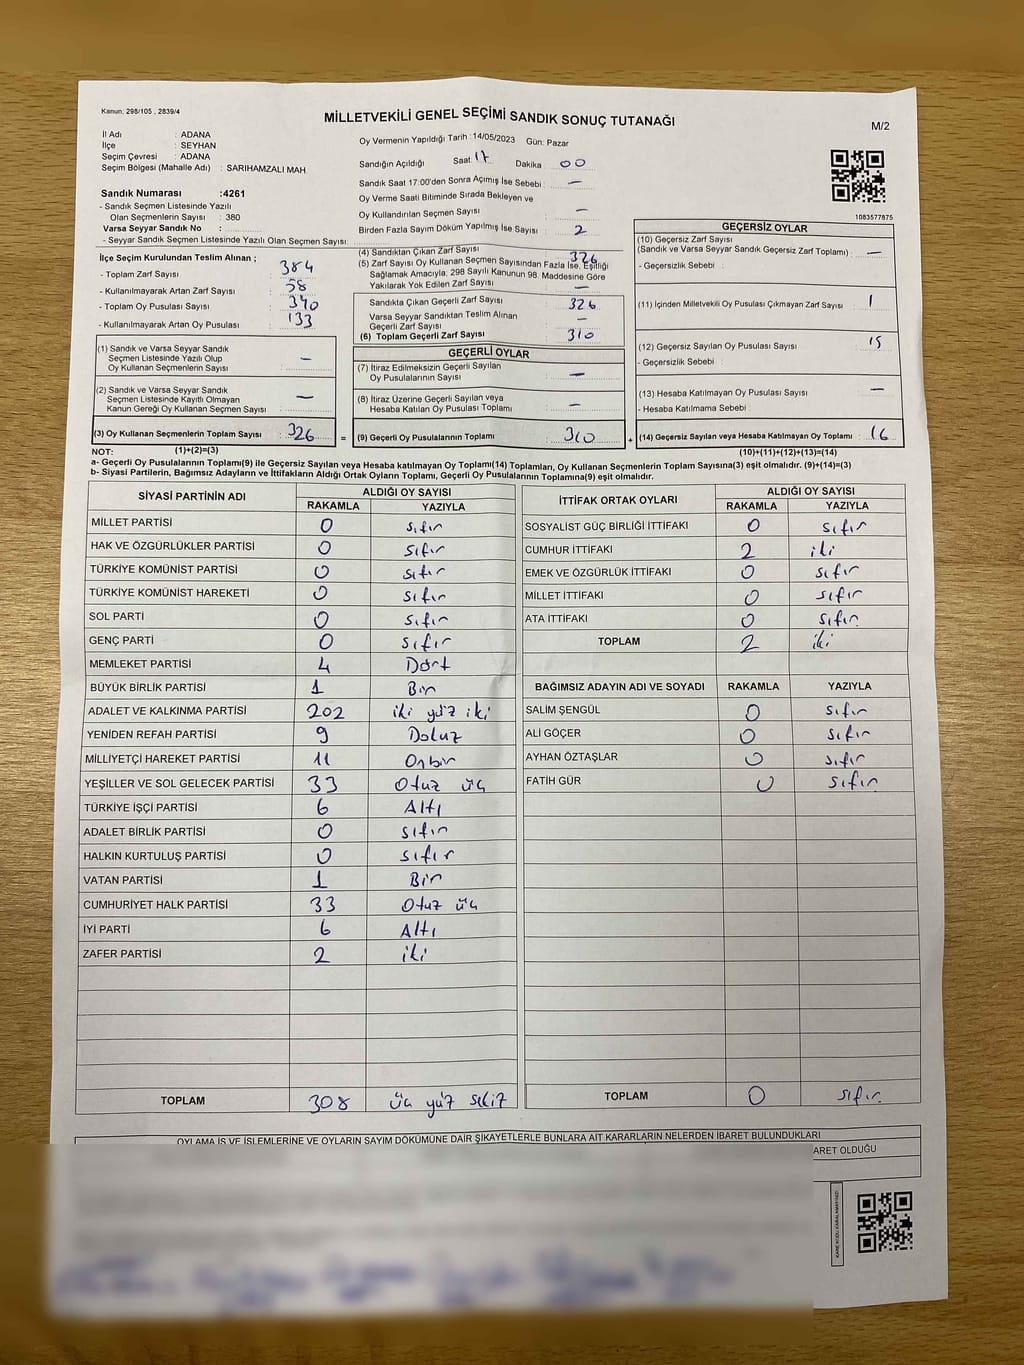 Kanun: 298/105 , 2839/4
MİLLETVEKİLİ GENEL SEÇİMİ SANDIK SONUÇ TUTANAĞI
M/2
İl Adı : ADANA
İlçe : SEYHAN
Seçim Çevresi : ADANA
Seçim Bölgesi (Mahalle Adı) : SARIHAMZALI MAH.
Sandık Numarası :4261
- Sandık Seçmen Listesinde Yazılı
Olan Seçmenlerin Sayısı : 380
Varsa Seyyar Sandık No :
- Seyyar Sandık Seçmen Listesinde Yazılı Olan Seçmen Sayısı:
Oy Vermenin Yapıldığı Tarih :14/05/2023 Gün: Pazar
Sandığın Açıldığı Saat: 17 Dakika : 00
Sandık Saat 17:00'den Sonra Açımış İse Sebebi : —
Oy Verme Saati Bitiminde Sırada Bekleyen ve
Oy Kullandırılan Seçmen Sayısı : —
Birden Fazla Sayım Döküm Yapılmış İse Sayısı : 2
1083577875
İlçe Seçim Kurulundan Teslim Alınan ;
- Toplam Zarf Sayısı : 384
- Kullanılmayarak Artan Zarf Sayısı : 58
- Toplam Oy Pusulası Sayısı : 340
- Kullanılmayarak Artan Oy Pusulası : 133
(4) Sandıktan Çıkan Zarf Sayısı : 326
(5) Zarf Sayısı Oy Kullanan Seçmen Sayısından Fazla İse, Eşitliği
Sağlamak Amacıyla, 298 Sayılı Kanunun 98. Maddesine Göre
Yakılarak Yok Edilen Zarf Sayısı : —
Sandıkta Çıkan Geçerli Zarf Sayısı : 326
Varsa Seyyar Sandıktan Teslim Alınan
Geçerli Zarf Sayısı : —
(6) Toplam Geçerli Zarf Sayısı : 310
GEÇERSİZ OYLAR
(10) Geçersiz Zarf Sayısı
(Sandık ve Varsa Seyyar Sandık Geçersiz Zarf Toplamı) : —
- Geçersizlik Sebebi :
(11) İçinden Milletvekili Oy Pusulası Çıkmayan Zarf Sayısı : 1
(12) Geçersiz Sayılan Oy Pusulası Sayısı : 15
- Geçersizlik Sebebi :
(13) Hesaba Katılmayan Oy Pusulası : —
- Hesaba Katılmama Sebebi :
(1) Sandık ve Varsa Seyyar Sandık
Seçmen Listesinde Yazılı Olup
Oy Kullanan Seçmenlerin Sayısı : —
(2) Sandık ve Varsa Seyyar Sandık
Seçmen Listesinde Kayıtlı Olmayan
Kanun Gereği Oy Kullanan Seçmen Sayısı : —
GEÇERLİ OYLAR
(7) İtiraz Edilmeksizin Geçerli Sayılan
Oy Pusulalarının Sayısı : —
(8) İtiraz Üzerine Geçerli Sayılan veya
Hesaba Katılan Oy Pusulası Toplamı : —
(3) Oy Kullanan Seçmenlerin Toplam Sayısı : 326 = (9) Geçerli Oy Pusulalarının Toplamı : 310 + (14) Geçersiz Sayılan veya Hesaba Katılmayan Oy Toplamı : 16
NOT: (1)+(2)=(3) (10)+(11)+(12)+(13)=(14)
a- Geçerli Oy Pusulalarının Toplamı(9) ile Geçersiz Sayılan veya Hesaba katılmayan Oy Toplamı(14) Toplamları, Oy Kullanan Seçmenlerin Toplam Sayısına(3) eşit olmalıdır. (9)+(14)=(3)
b- Siyasi Partilerin, Bağımsız Adayların ve İttifakların Aldığı Ortak Oyların Toplamı, Geçerli Oy Pusulalarının Toplamına(9) eşit olmalıdır.
SİYASİ PARTİNİN ADI ALDIĞI OY SAYISI
RAKAMLA YAZIYLA
MİLLET PARTİSİ 0 sıfır
HAK VE ÖZGÜRLÜKLER PARTİSİ 0 sıfır
TÜRKİYE KOMÜNİST PARTİSİ 0 sıfır
TÜRKİYE KOMÜNİST HAREKETİ 0 sıfır
SOL PARTİ 0 sıfır
GENÇ PARTİ 0 sıfır
MEMLEKET PARTİSİ 4 Dört
BÜYÜK BİRLİK PARTİSİ 1 Bir
ADALET VE KALKINMA PARTİSİ 202 iki yüz iki
YENİDEN REFAH PARTİSİ 9 Dokuz
MİLLİYETÇİ HAREKET PARTİSİ 11 Onbir
YEŞİLLER VE SOL GELECEK PARTİSİ 33 Otuz üç
TÜRKİYE İŞÇİ PARTİSİ 6 Altı
ADALET BİRLİK PARTİSİ 0 sıfır
HALKIN KURTULUŞ PARTİSİ 0 sıfır
VATAN PARTİSİ 1 Bir
CUMHURİYET HALK PARTİSİ 33 Otuz üç
İYİ PARTİ 6 Altı
ZAFER PARTİSİ 2 iki
TOPLAM 308 üç yüz sekiz
İTTİFAK ORTAK OYLARI ALDIĞI OY SAYISI
RAKAMLA YAZIYLA
SOSYALİST GÜÇ BİRLİĞİ İTTİFAKI 0 sıfır
CUMHUR İTTİFAKI 2 iki
EMEK VE ÖZGÜRLÜK İTTİFAKI 0 sıfır
MİLLET İTTİFAKI 0 sıfır
ATA İTTİFAKI 0 sıfır
TOPLAM 2 iki
BAĞIMSIZ ADAYIN ADI VE SOYADI RAKAMLA YAZIYLA
SALİM ŞENGÜL 0 sıfır
ALİ GÖÇER 0 sıfır
AYHAN ÖZTAŞLAR 0 sıfır
FATİH GÜR 0 sıfır
TOPLAM 0 sıfır
OYLAMA İŞ VE İŞLEMLERİNE VE OYLARIN SAYIM DÖKÜMÜNE DAİR ŞİKAYETLERLE BUNLARA AİT KARARLARIN NELERDEN İBARET BULUNDUKLARI
ARET OLDUĞU